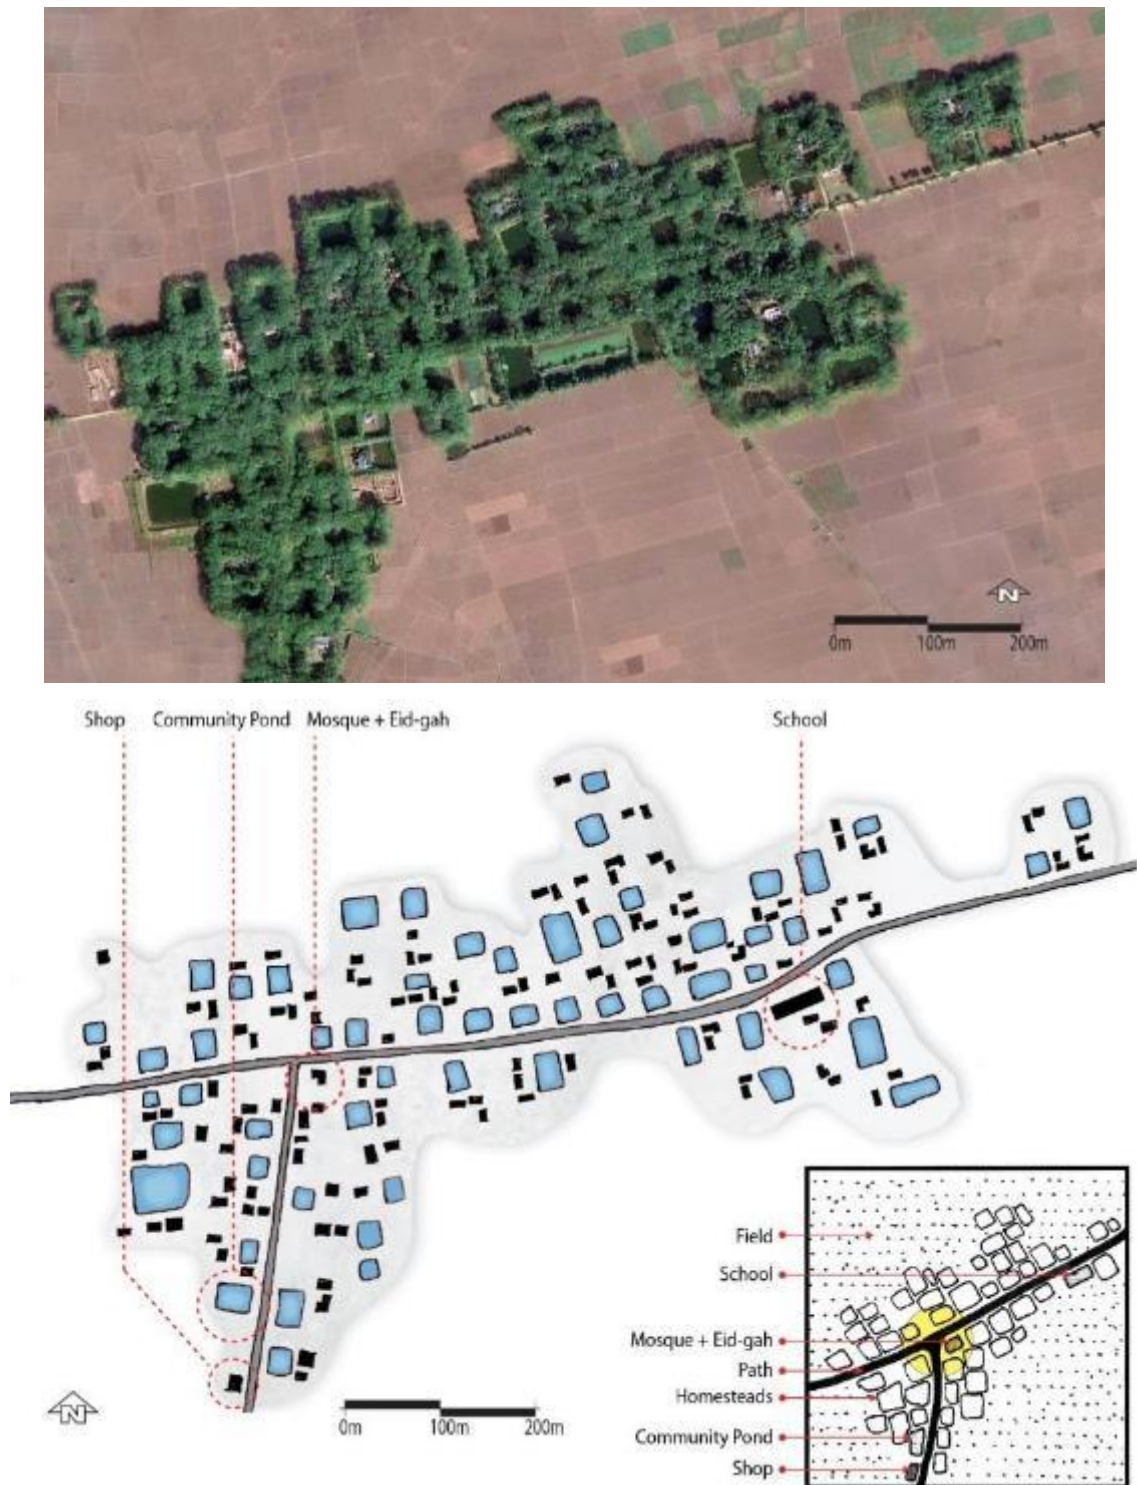 N
0m 100m 200m
Shop Community Pond Mosque + Eid-gah School
Field
School
Mosque + Eid-gah
Path
Homesteads
Community Pond
Shop
N
0m 100m 200m